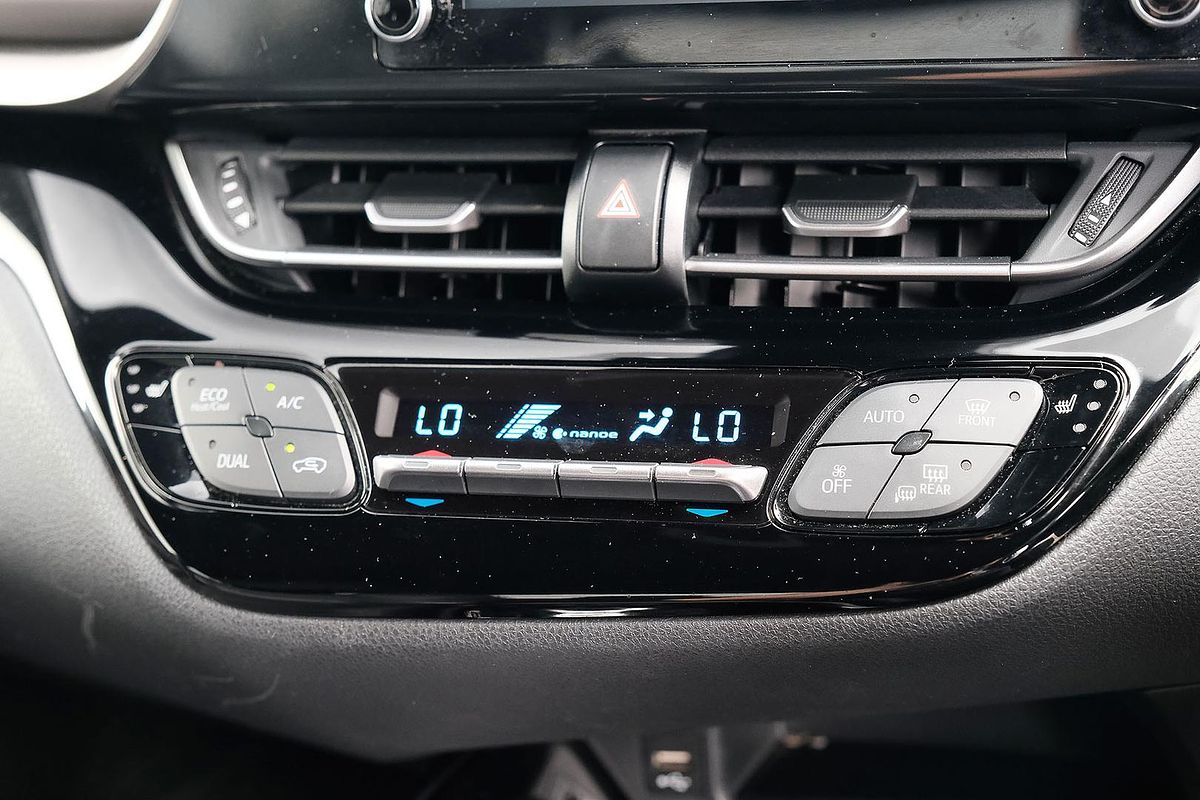 ECO
Heat/Cool
A/C
DUAL
LO
nanoe
LO
AUTO
FRONT
OFF
REAR